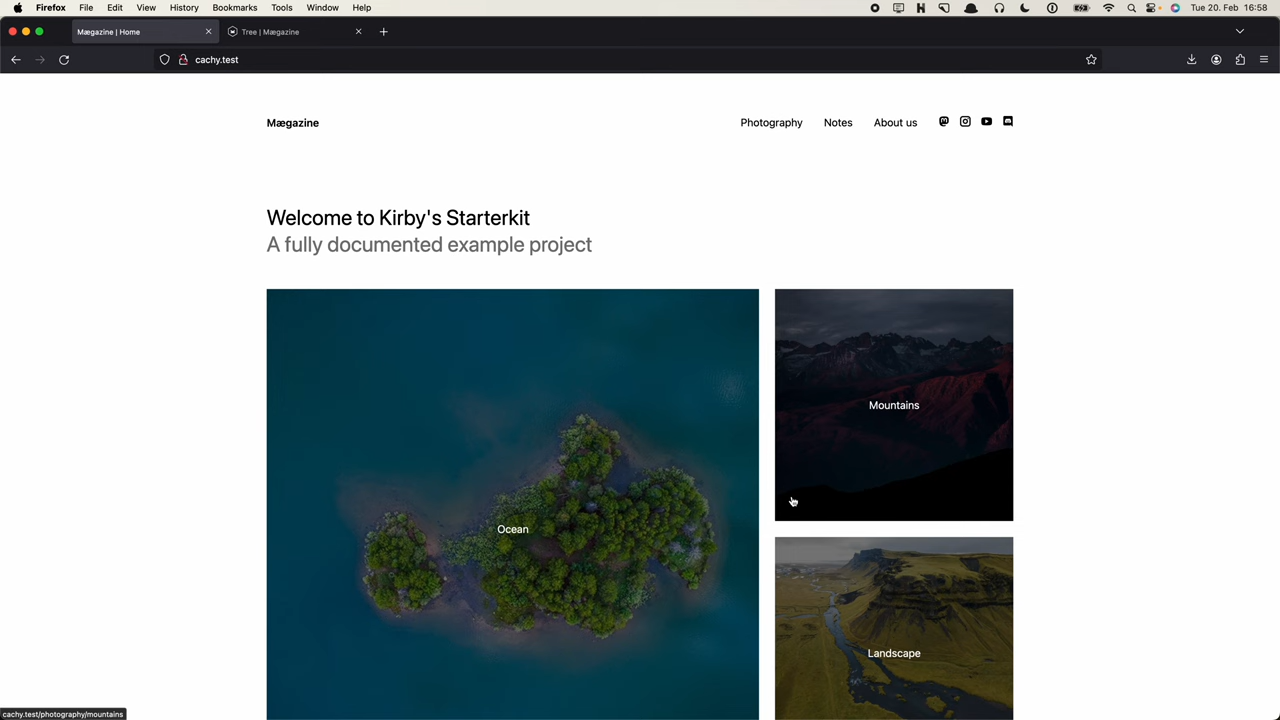 Firefox File Edit View History Bookmarks Tools Window Help Tue 20. Feb 16:58
Mægazine | Home Tree | Mægazine
cachy.test
Mægazine Photography Notes About us
Welcome to Kirby's Starterkit
A fully documented example project
Mountains
Ocean
Landscape
cachy.test/photography/mountains